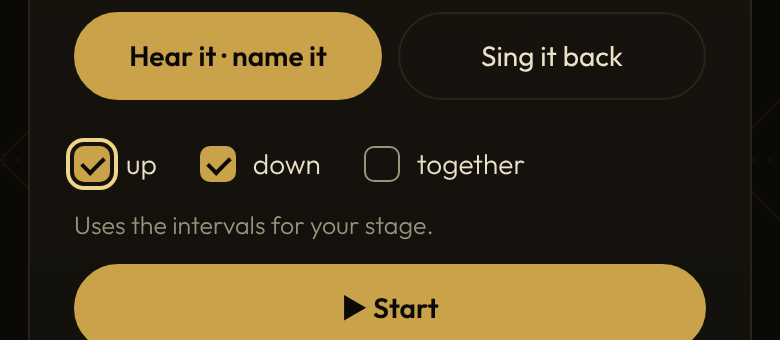 Hear it · name it
Sing it back
up
down
together
Uses the intervals for your stage.
▶ Start